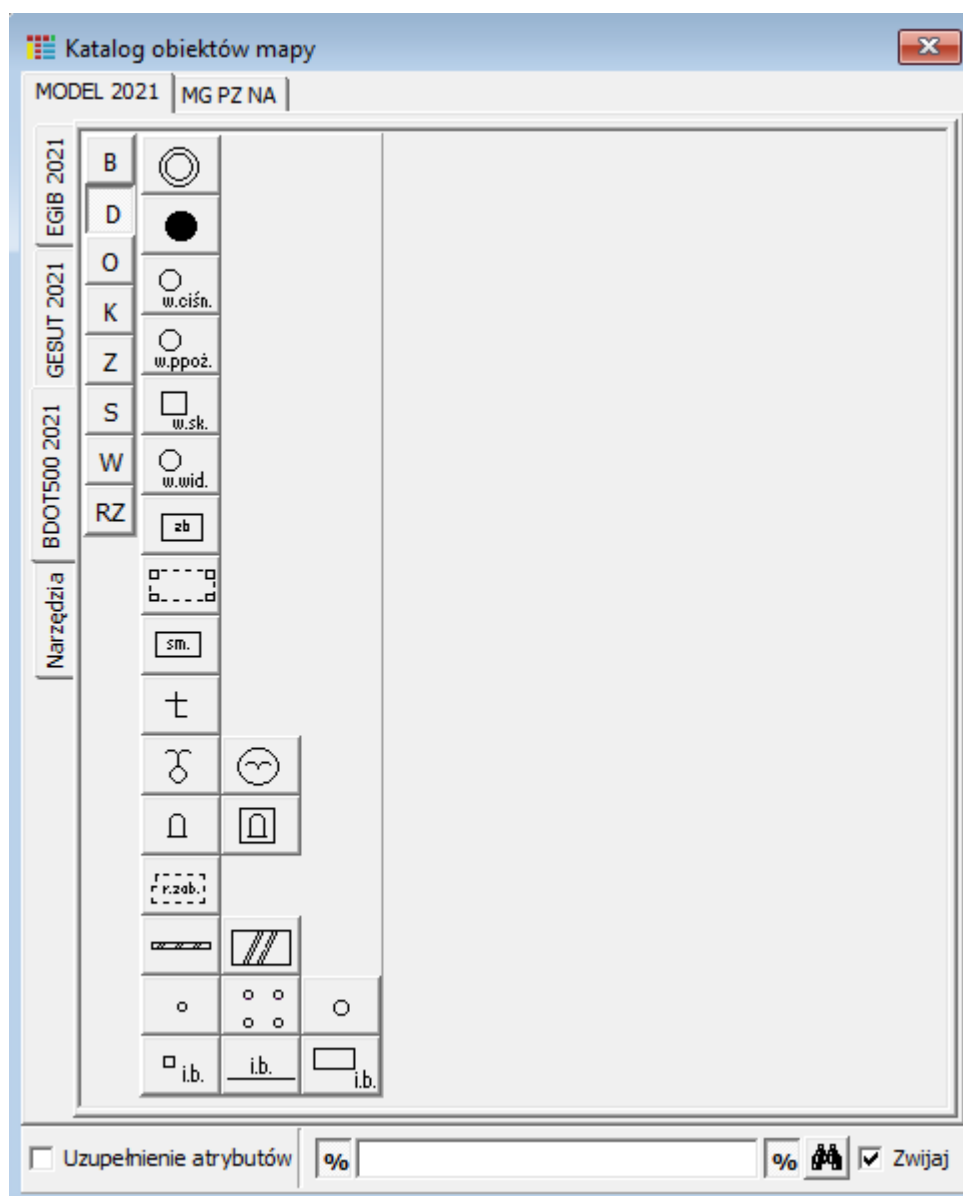 Katalog obiektów mapy
MODEL 2021 MG PZ NA
EGiB 2021
GESUT 2021
BDOT500 2021
Narzędzia
B
D
O
K
Z
S
W
RZ
w.ciśn.
w.ppoż.
w.sk.
w.wid.
zb
sm.
r.zab.
i.b. i.b. i.b.
Uzupełnienie atrybutów % % Zwijaj